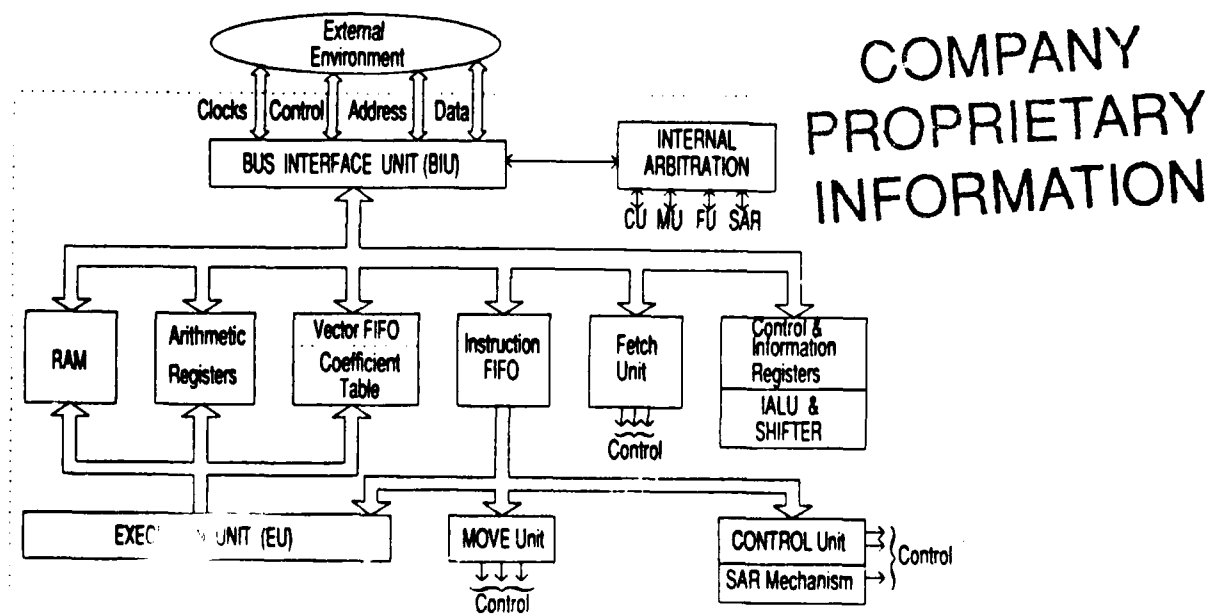 External
Environment
Clocks Control Address Data
BUS INTERFACE UNIT (BIU)
INTERNAL
ARBITRATION
CU MU FU SAR
COMPANY
PROPRIETARY
INFORMATION
RAM
Arithmetic
Registers
Vector FIFO
Coefficient
Table
Instruction
FIFO
Fetch
Unit
Control
Control &
Information
Registers
IALU &
SHIFTER
UNIT (EU)
MOVE Unit
Control
CONTROL Unit
SAR Mechanism
Control